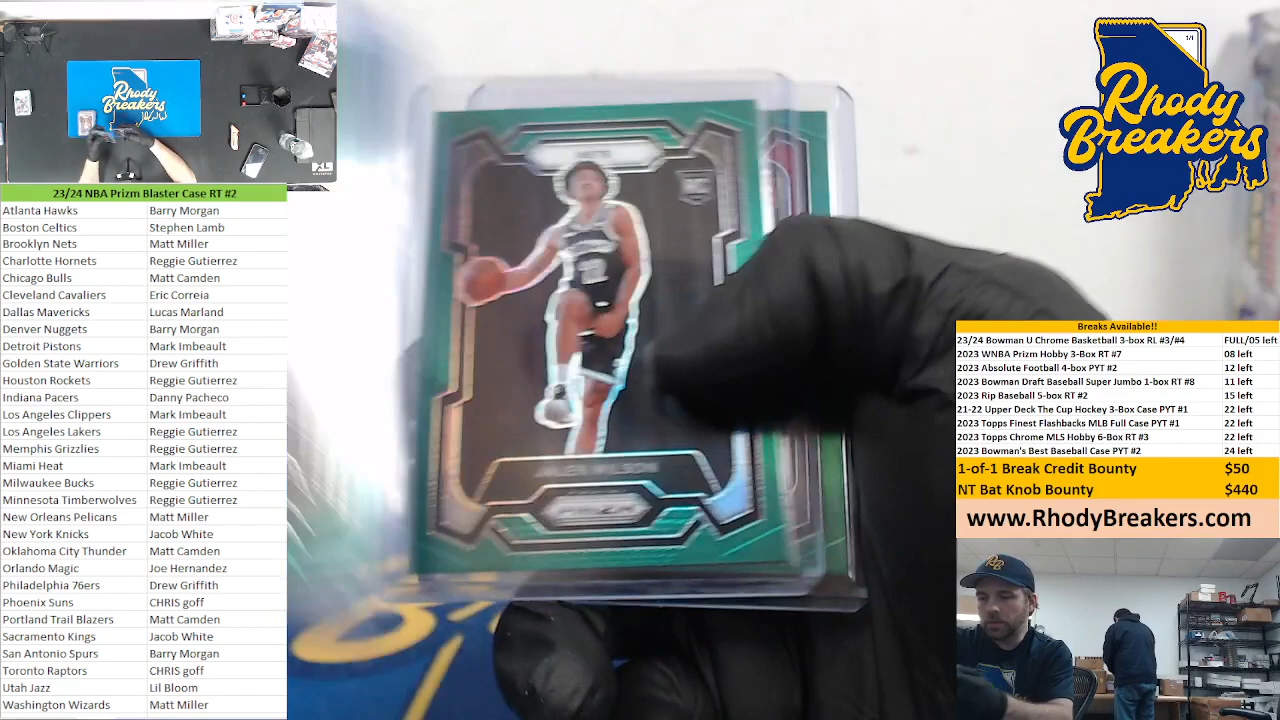 Rhody
Breakers
23/24 NBA Prizm Blaster Case RT #2
Atlanta Hawks Barry Morgan
Boston Celtics Stephen Lamb
Brooklyn Nets Matt Miller
Charlotte Hornets Reggie Gutierrez
Chicago Bulls Matt Camden
Cleveland Cavaliers Eric Correia
Dallas Mavericks Lucas Marland
Denver Nuggets Barry Morgan
Detroit Pistons Mark Imbeault
Golden State Warriors Drew Griffith
Houston Rockets Reggie Gutierrez
Indiana Pacers Danny Pacheco
Los Angeles Clippers Mark Imbeault
Los Angeles Lakers Reggie Gutierrez
Memphis Grizzlies Reggie Gutierrez
Miami Heat Mark Imbeault
Milwaukee Bucks Reggie Gutierrez
Minnesota Timberwolves Reggie Gutierrez
New Orleans Pelicans Matt Miller
New York Knicks Jacob White
Oklahoma City Thunder Matt Camden
Orlando Magic Joe Hernandez
Philadelphia 76ers Drew Griffith
Phoenix Suns CHRIS goff
Portland Trail Blazers Matt Camden
Sacramento Kings Jacob White
San Antonio Spurs Barry Morgan
Toronto Raptors CHRIS goff
Utah Jazz Lil Bloom
Washington Wizards Matt Miller
1/1
Rhody
Breakers
Breaks Available!!
23/24 Bowman U Chrome Basketball 3-box RL #3/#4 FULL/05 left
2023 WNBA Prizm Hobby 3-Box RT #7 08 left
2023 Absolute Football 4-box PYT #2 12 left
2023 Bowman Draft Baseball Super Jumbo 1-box RT #8 11 left
2023 Rip Baseball 5-box RT #2 15 left
21-22 Upper Deck The Cup Hockey 3-Box Case PYT #1 22 left
2023 Topps Finest Flashbacks MLB Full Case PYT #1 22 left
2023 Topps Chrome MLS Hobby 6-Box RT #3 22 left
2023 Bowman's Best Baseball Case PYT #2 24 left
1-of-1 Break Credit Bounty $50
NT Bat Knob Bounty $440
www.RhodyBreakers.com
RB